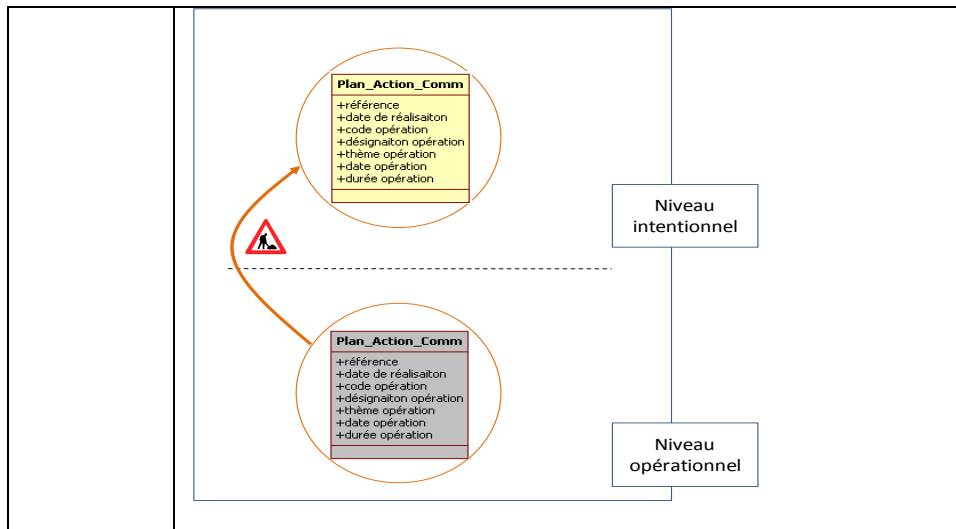 Plan_Action_Comm
+référence
+date de réalisaiton
+code opération
+désignaiton opération
+thème opération
+date opération
+durée opération
Niveau
intentionnel
Plan_Action_Comm
+référence
+date de réalisaiton
+code opération
+désignaiton opération
+thème opération
+date opération
+durée opération
Niveau
opérationnel